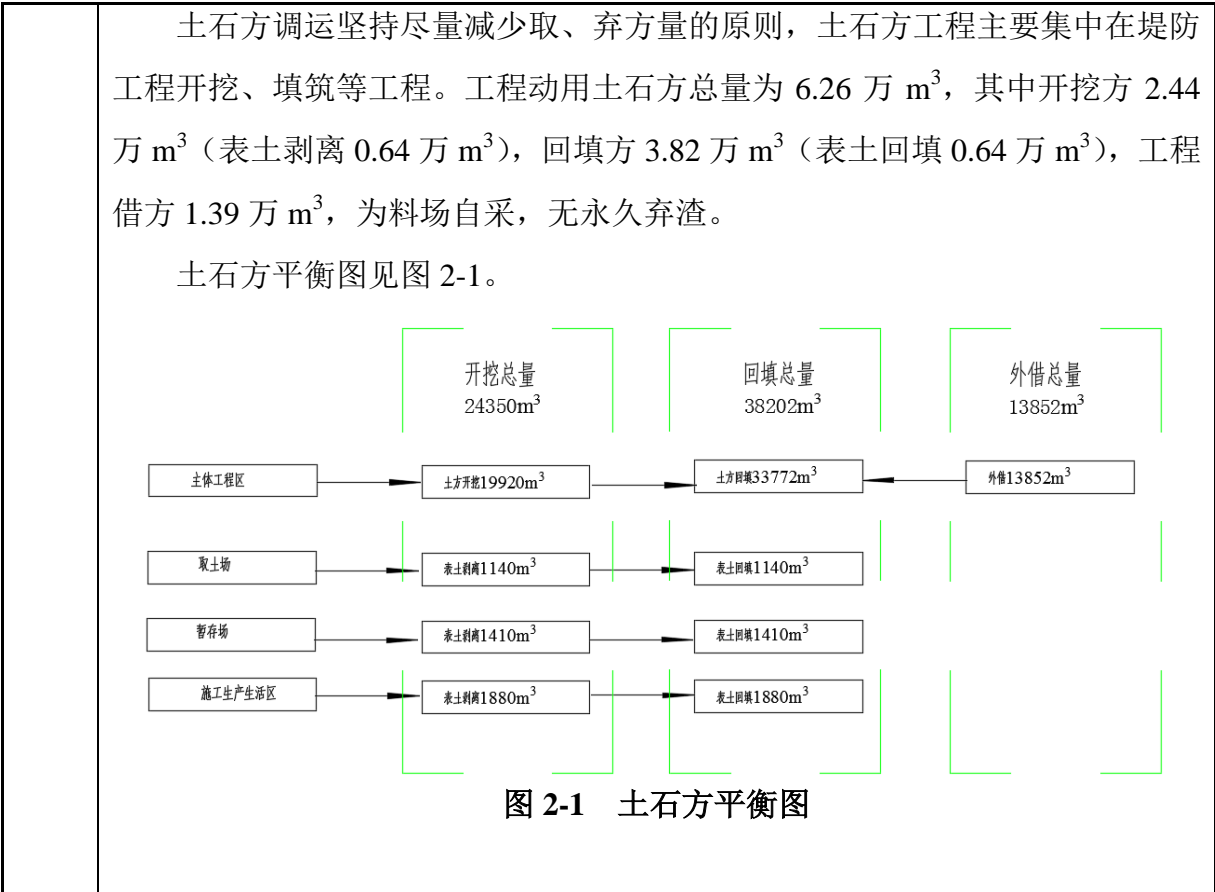 土石方调运坚持尽量减少取、弃方量的原则，土石方工程主要集中在堤防
工程开挖、填筑等工程。工程动用土石方总量为 6.26 万 m³，其中开挖方 2.44
万 m³（表土剥离 0.64 万 m³），回填方 3.82 万 m³（表土回填 0.64 万 m³），工程
借方 1.39 万 m³，为料场自采，无永久弃渣。
土石方平衡图见图 2-1。
开挖总量
24350m³
回填总量
38202m³
外借总量
13852m³
主体工程区
土方开挖19920m³
土方回填33772m³
外借13852m³
取土场
表土剥离1140m³
表土回填1140m³
暂存场
表土剥离1410m³
表土回填1410m³
施工生产生活区
表土剥离1880m³
表土回填1880m³
图 2-1 土石方平衡图